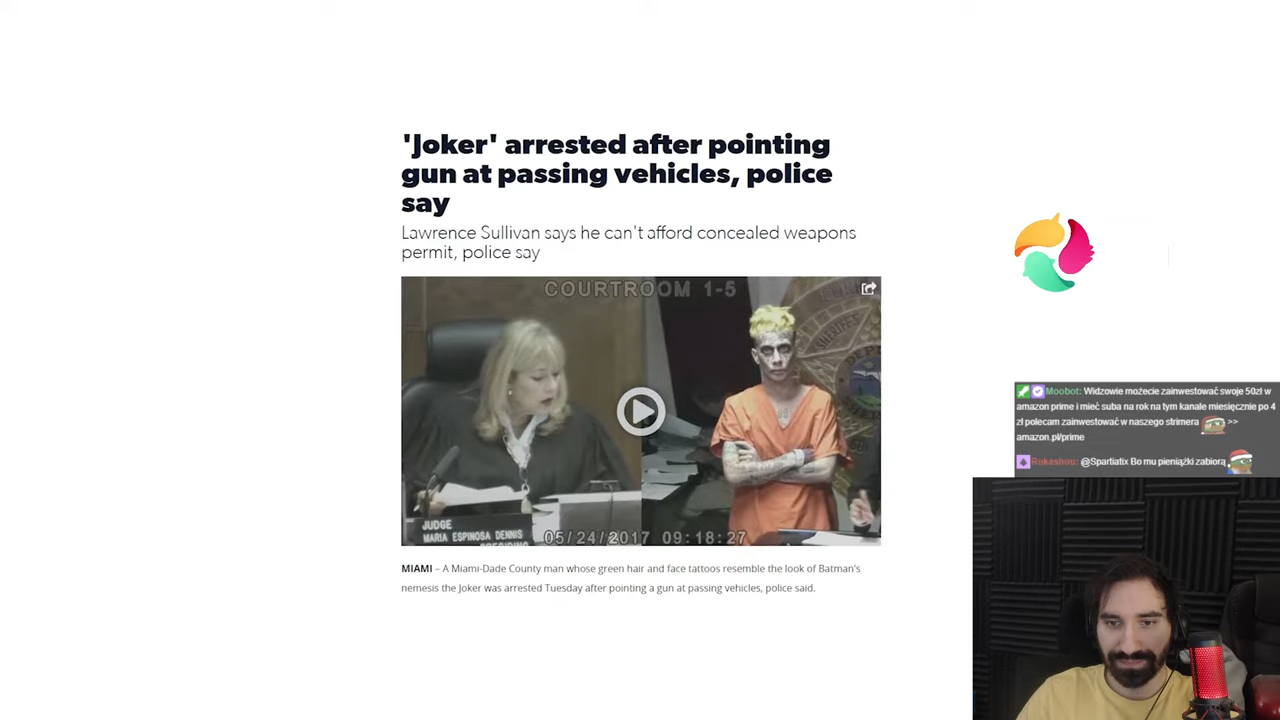 'Joker' arrested after pointing
gun at passing vehicles, police
say
Lawrence Sullivan says he can't afford concealed weapons
permit, police say
COURTROOM 1-5
SHERIFFS
JUDGE
MARIA ESPINOSA DENNIS
05/24/2017 09:18:27
MIAMI – A Miami-Dade County man whose green hair and face tattoos resemble the look of Batman's
nemesis the Joker was arrested Tuesday after pointing a gun at passing vehicles, police said.
Moobot: Widzowie możecie zainwestować swoje 50zł w
amazon prime i mieć suba na rok na tym kanale miesięcznie po 4
zł polecam zainwestować w naszego strimera >>
amazon.pl/prime
Rukashuu: @Spartiatix Bo mu pieniążki zabiorą